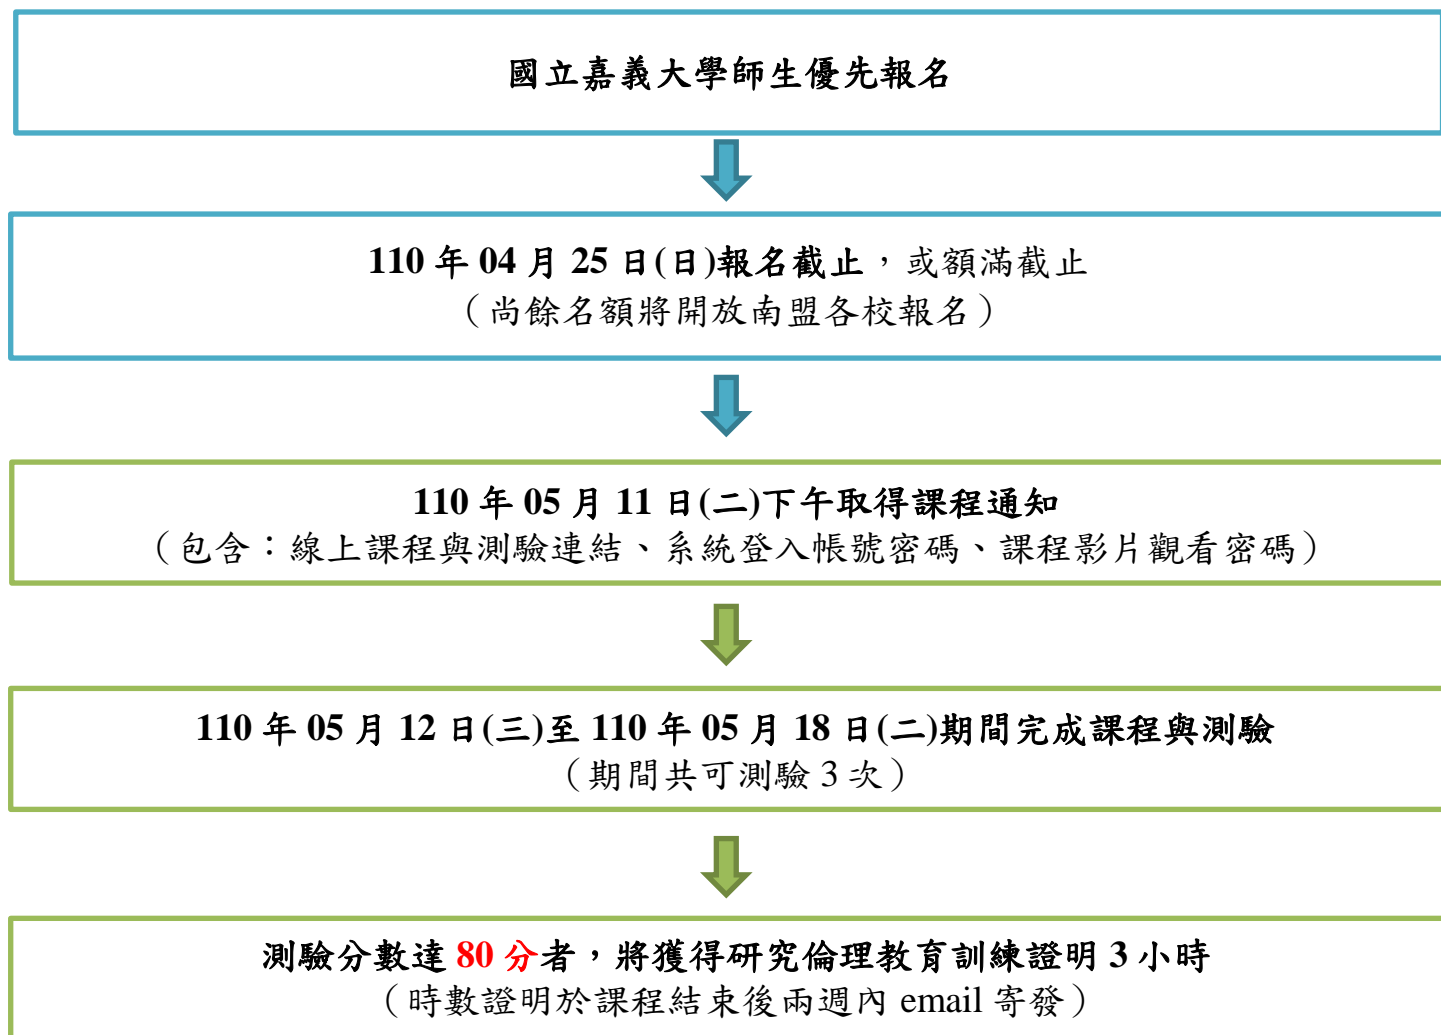 國立嘉義大學師生優先報名
110 年 04 月 25 日(日)報名截止，或額滿截止
（尚餘名額將開放南盟各校報名）
110 年 05 月 11 日(二)下午取得課程通知
（包含：線上課程與測驗連結、系統登入帳號密碼、課程影片觀看密碼）
110 年 05 月 12 日(三)至 110 年 05 月 18 日(二)期間完成課程與測驗
（期間共可測驗 3 次）
測驗分數達 80 分者，將獲得研究倫理教育訓練證明 3 小時
（時數證明於課程結束後兩週內 email 寄發）